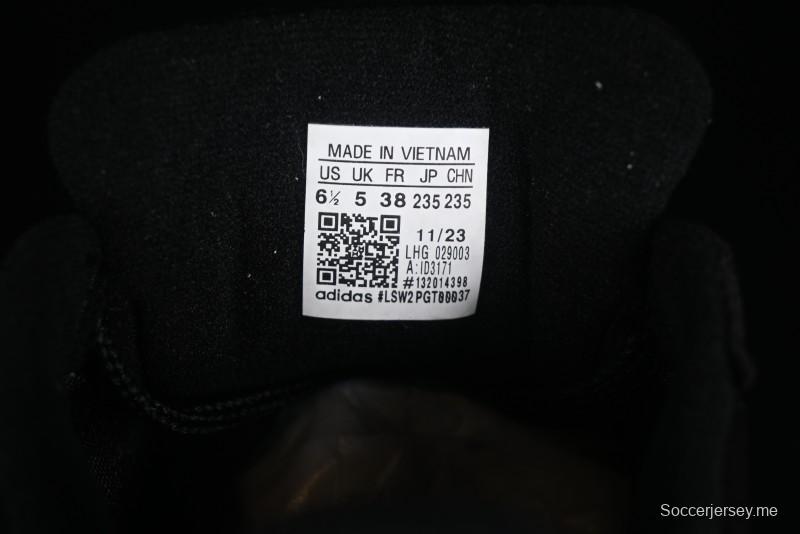 MADE IN VIETNAM
US UK FR JP CHN
6½ 5 38 235 235
11/23
LHG 029003
A:ID3171
#132014398
adidas #LSW2PGT00037
Soccerjersey.me